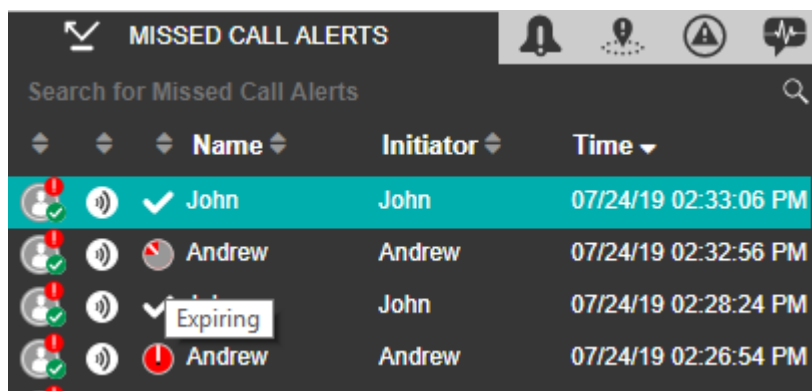 MISSED CALL ALERTS
Search for Missed Call Alerts
Name Initiator Time
John John 07/24/19 02:33:06 PM
Andrew Andrew 07/24/19 02:32:56 PM
John 07/24/19 02:28:24 PM
Expiring
Andrew Andrew 07/24/19 02:26:54 PM